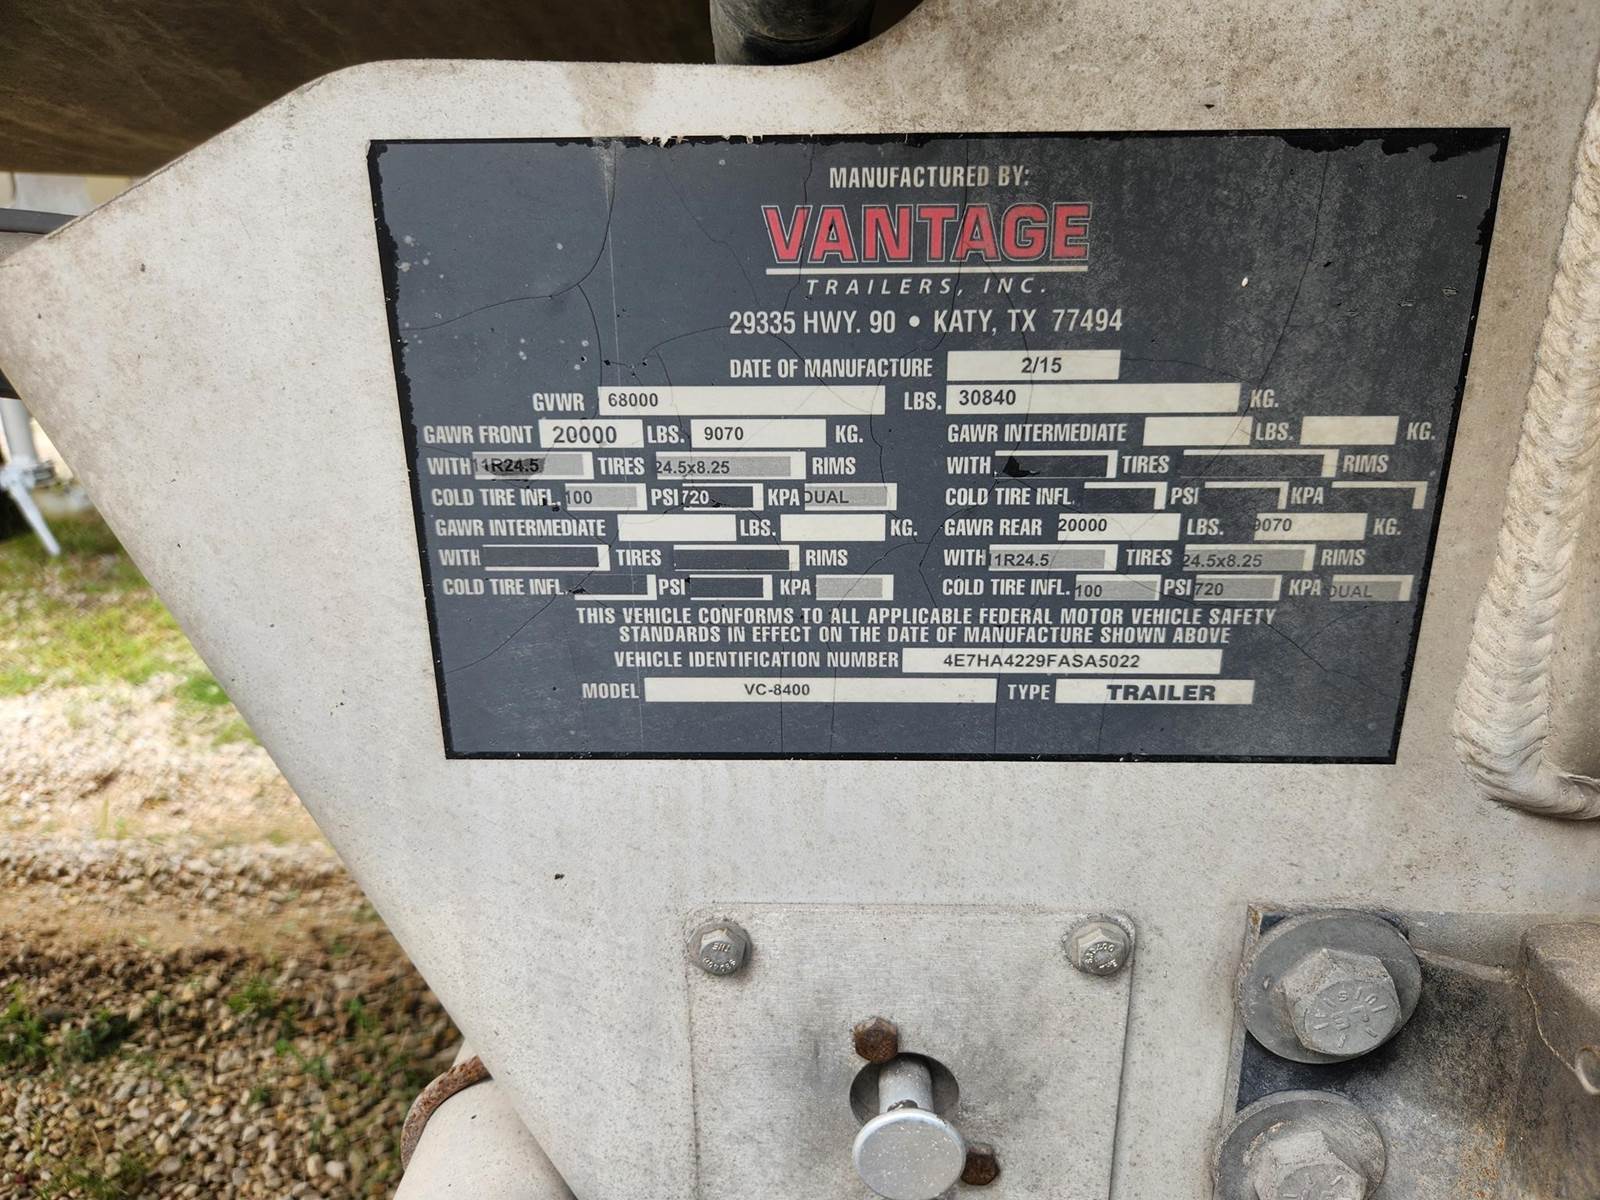 MANUFACTURED BY:
VANTAGE
TRAILERS, INC.
29335 HWY. 90 • KATY, TX 77494
DATE OF MANUFACTURE 2/15
GVWR 68000 LBS. 30840 KG.
GAWR FRONT 20000 LBS. 9070 KG. GAWR INTERMEDIATE LBS. KG.
WITH 11R24.5 TIRES 24.5x8.25 RIMS WITH TIRES RIMS
COLD TIRE INFL. 100 PSI 720 KPA DUAL COLD TIRE INFL. PSI KPA
GAWR INTERMEDIATE LBS. KG. GAWR REAR 20000 LBS. 9070 KG.
WITH TIRES RIMS WITH 11R24.5 TIRES 24.5x8.25 RIMS
COLD TIRE INFL. PSI KPA COLD TIRE INFL. 100 PSI 720 KPA DUAL
THIS VEHICLE CONFORMS TO ALL APPLICABLE FEDERAL MOTOR VEHICLE SAFETY
STANDARDS IN EFFECT ON THE DATE OF MANUFACTURE SHOWN ABOVE
VEHICLE IDENTIFICATION NUMBER 4E7HA4229FASA5022
MODEL VC-8400 TYPE TRAILER